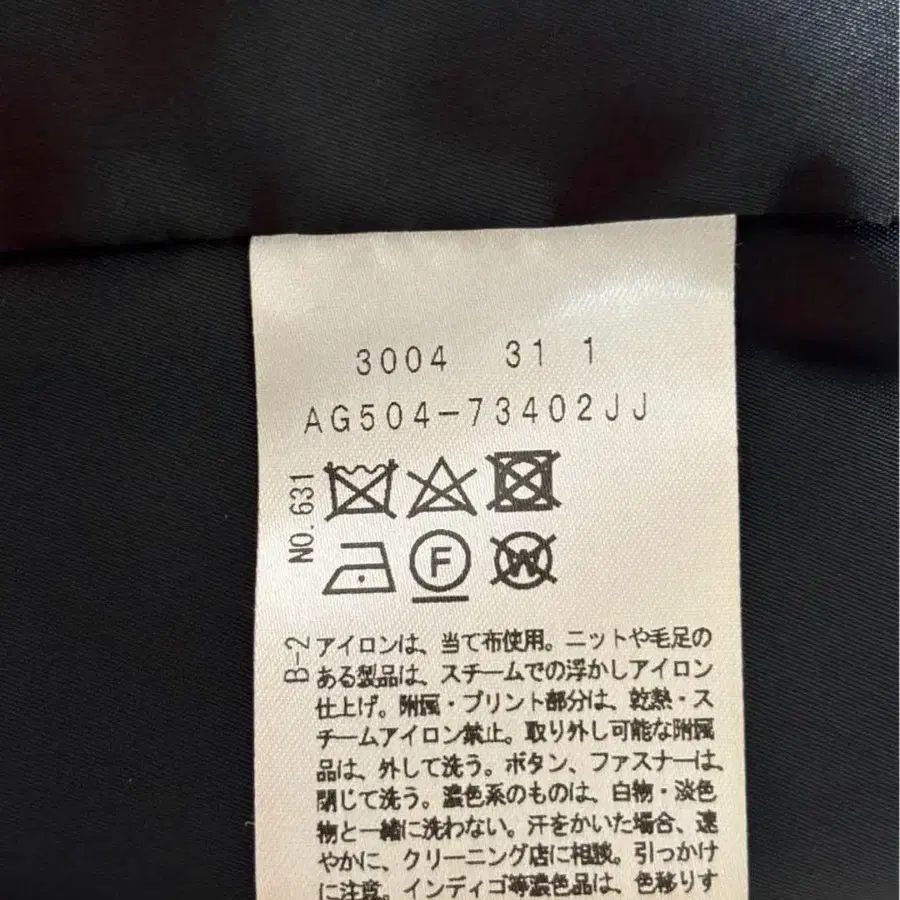 3004 31 1
AG504-73402JJ
NO.631
F
W
B-2
アイロンは、当て布使用。ニットや毛足の
ある製品は、スチームでの浮かしアイロン
仕上げ。附属・プリント部分は、乾熱・ス
チームアイロン禁止。取り外し可能な附属
品は、外して洗う。ボタン、ファスナーは、
閉じて洗う。濃色系のものは、白物・淡色
物と一緒に洗わない。汗をかいた場合、速
やかに、クリーニング店に相談。引っかけ
に注意。インディゴ等濃色品は、色移りす